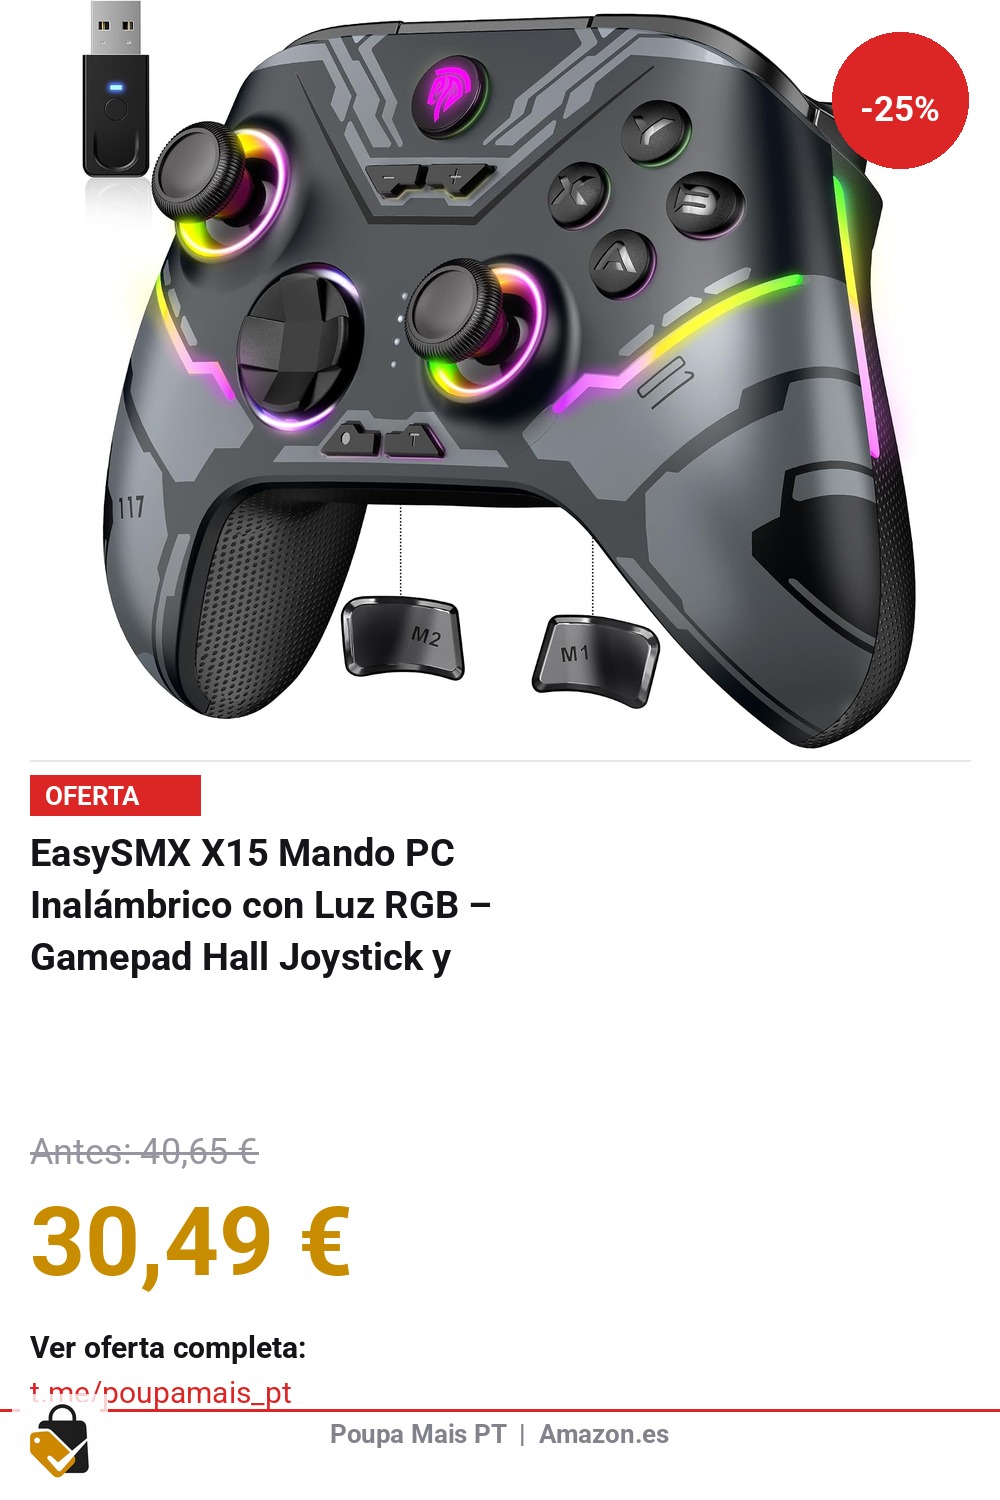 -25%
Y
X
B
A
− +
T
117
M2
M1
OFERTA
EasySMX X15 Mando PC
Inalámbrico con Luz RGB –
Gamepad Hall Joystick y
Antes: 40,65 €
30,49 €
Ver oferta completa:
t.me/poupamais_pt
Poupa Mais PT | Amazon.es